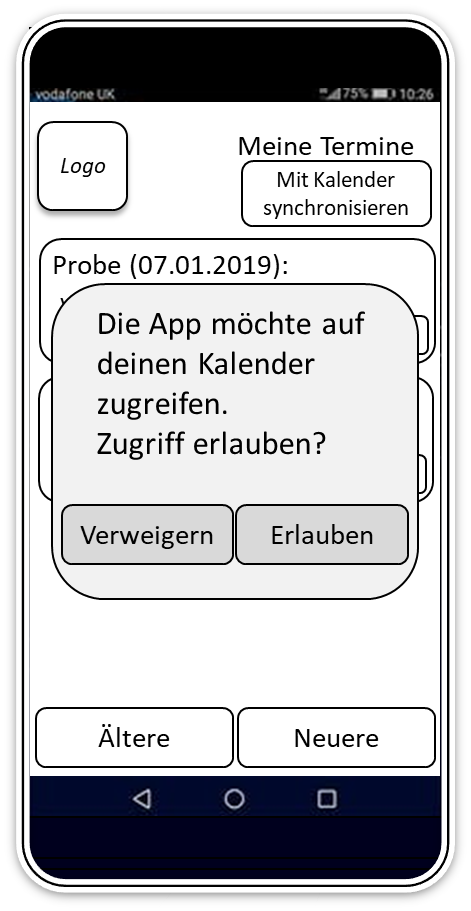 vodafone UK 75% 10:26
Logo
Meine Termine
Mit Kalender
synchronisieren
Probe (07.01.2019):
Die App möchte auf
deinen Kalender
zugreifen.
Zugriff erlauben?
Verweigern Erlauben
Ältere Neuere